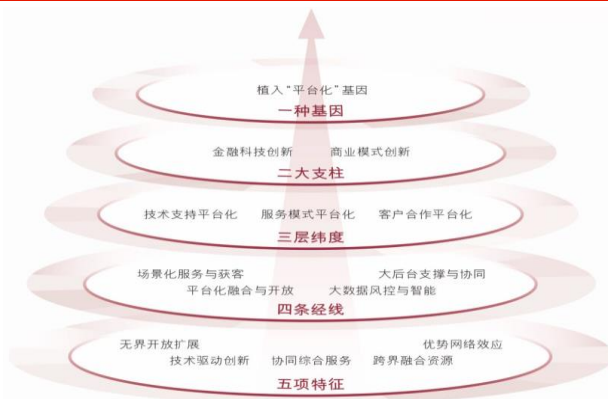 植入“平台化”基因
一种基因
金融科技创新 商业模式创新
二大支柱
技术支持平台化 服务模式平台化 客户合作平台化
三层纬度
场景化服务与获客 大后台支撑与协同
平台化融合与开放 大数据风控与智能
四条经线
无界开放扩展 优势网络效应
技术驱动创新 协同综合服务 跨界融合资源
五项特征